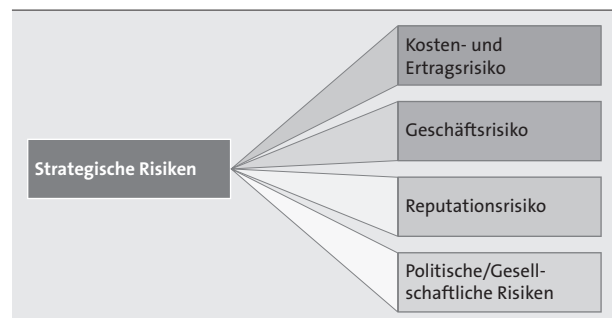 Strategische Risiken
Kosten- und
Ertragsrisiko
Geschäftsrisiko
Reputationsrisiko
Politische/Gesell-
schaftliche Risiken